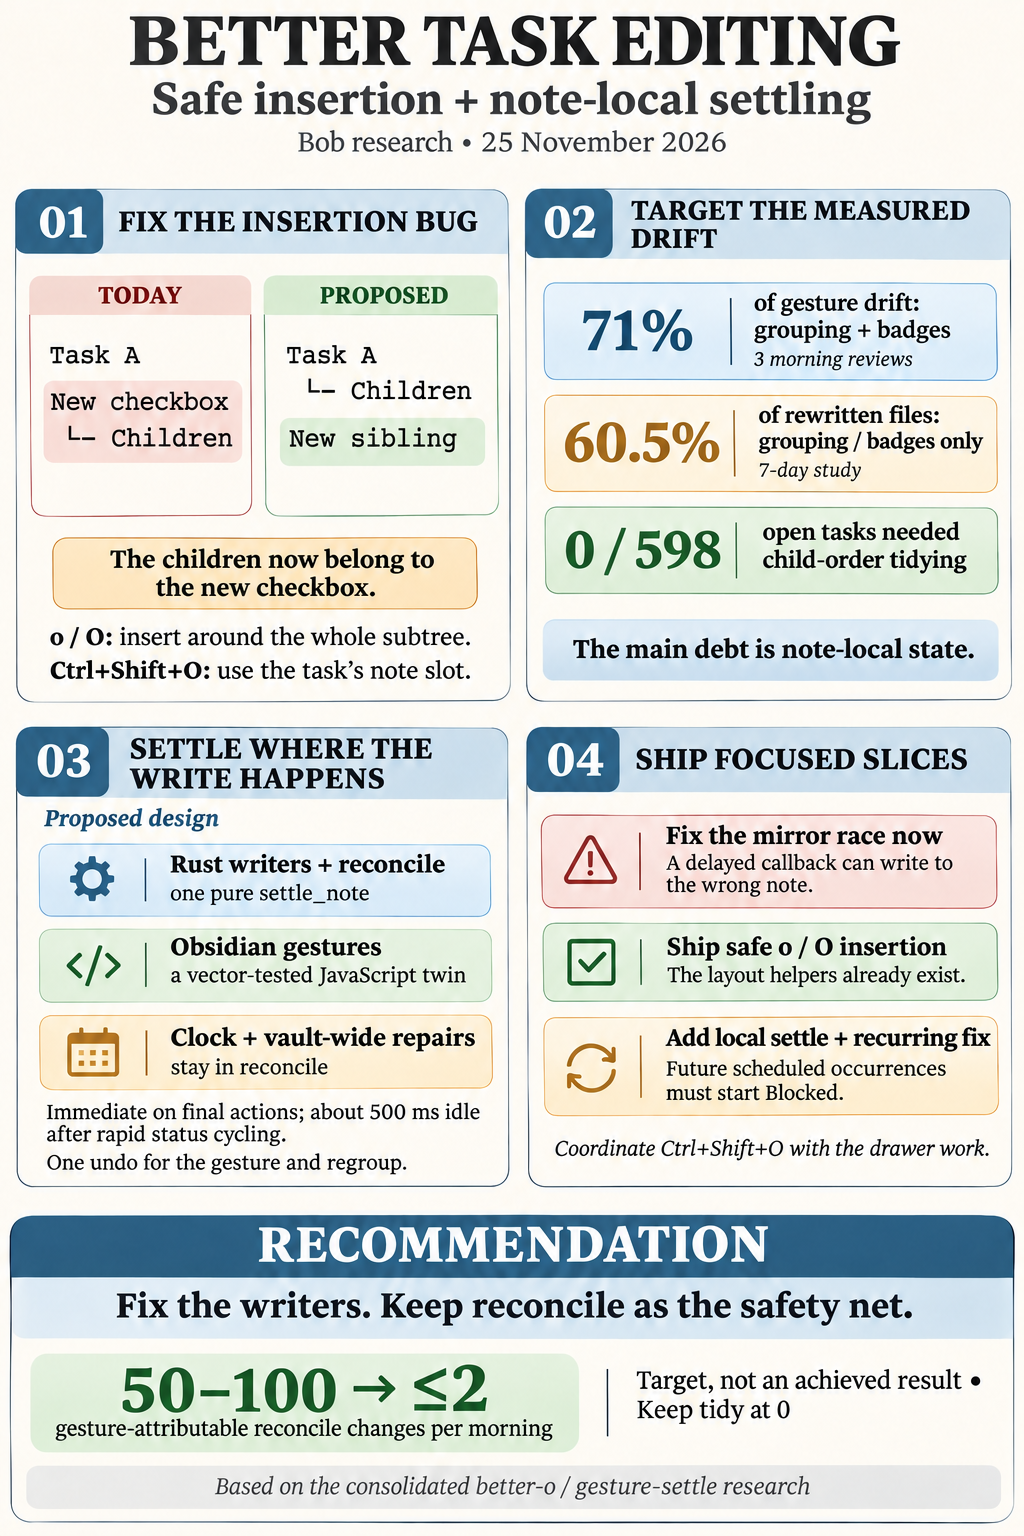 BETTER TASK EDITING
Safe insertion + note-local settling
Bob research • 25 November 2026
01
FIX THE INSERTION BUG
TODAY
Task A
New checkbox
└─ Children
PROPOSED
Task A
└─ Children
New sibling
The children now belong to
the new checkbox.
o / O: insert around the whole subtree.
Ctrl+Shift+O: use the task’s note slot.
02
TARGET THE MEASURED
DRIFT
71%
of gesture drift:
grouping + badges
3 morning reviews
60.5%
of rewritten files:
grouping / badges only
7-day study
0 / 598
open tasks needed
child-order tidying
The main debt is note-local state.
03
SETTLE WHERE THE
WRITE HAPPENS
Proposed design
Rust writers + reconcile
one pure settle_note
</>
Obsidian gestures
a vector-tested JavaScript twin
Clock + vault-wide repairs
stay in reconcile
Immediate on final actions; about 500 ms idle
after rapid status cycling.
One undo for the gesture and regroup.
04
SHIP FOCUSED SLICES
Fix the mirror race now
A delayed callback can write to
the wrong note.
Ship safe o / O insertion
The layout helpers already exist.
Add local settle + recurring fix
Future scheduled occurrences
must start Blocked.
Coordinate Ctrl+Shift+O with the drawer work.
RECOMMENDATION
Fix the writers. Keep reconcile as the safety net.
50–100 → ≤2
gesture-attributable reconcile changes per morning
Target, not an achieved result •
Keep tidy at 0
Based on the consolidated better-o / gesture-settle research